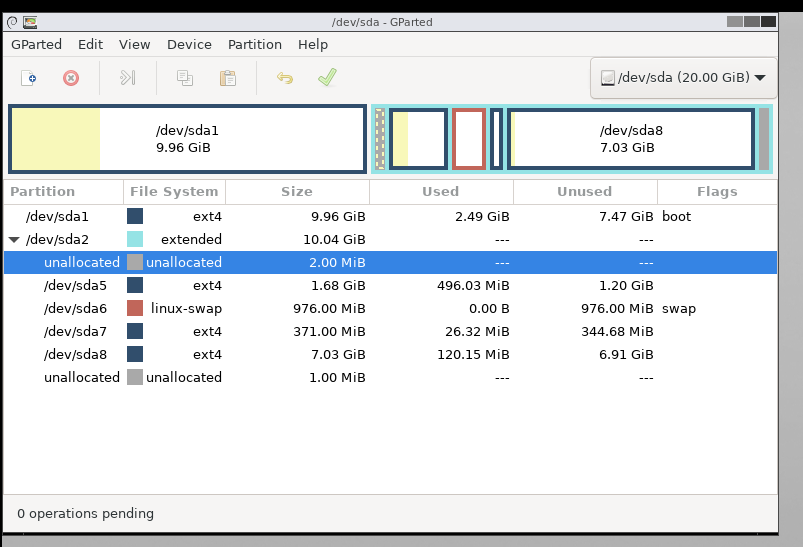 /dev/sda - GParted
GParted Edit View Device Partition Help
/dev/sda (20.00 GiB)
/dev/sda1
9.96 GiB
/dev/sda8
7.03 GiB
Partition File System Size Used Unused Flags
/dev/sda1 ext4 9.96 GiB 2.49 GiB 7.47 GiB boot
/dev/sda2 extended 10.04 GiB --- ---
unallocated unallocated 2.00 MiB --- ---
/dev/sda5 ext4 1.68 GiB 496.03 MiB 1.20 GiB
/dev/sda6 linux-swap 976.00 MiB 0.00 B 976.00 MiB swap
/dev/sda7 ext4 371.00 MiB 26.32 MiB 344.68 MiB
/dev/sda8 ext4 7.03 GiB 120.15 MiB 6.91 GiB
unallocated unallocated 1.00 MiB --- ---
0 operations pending